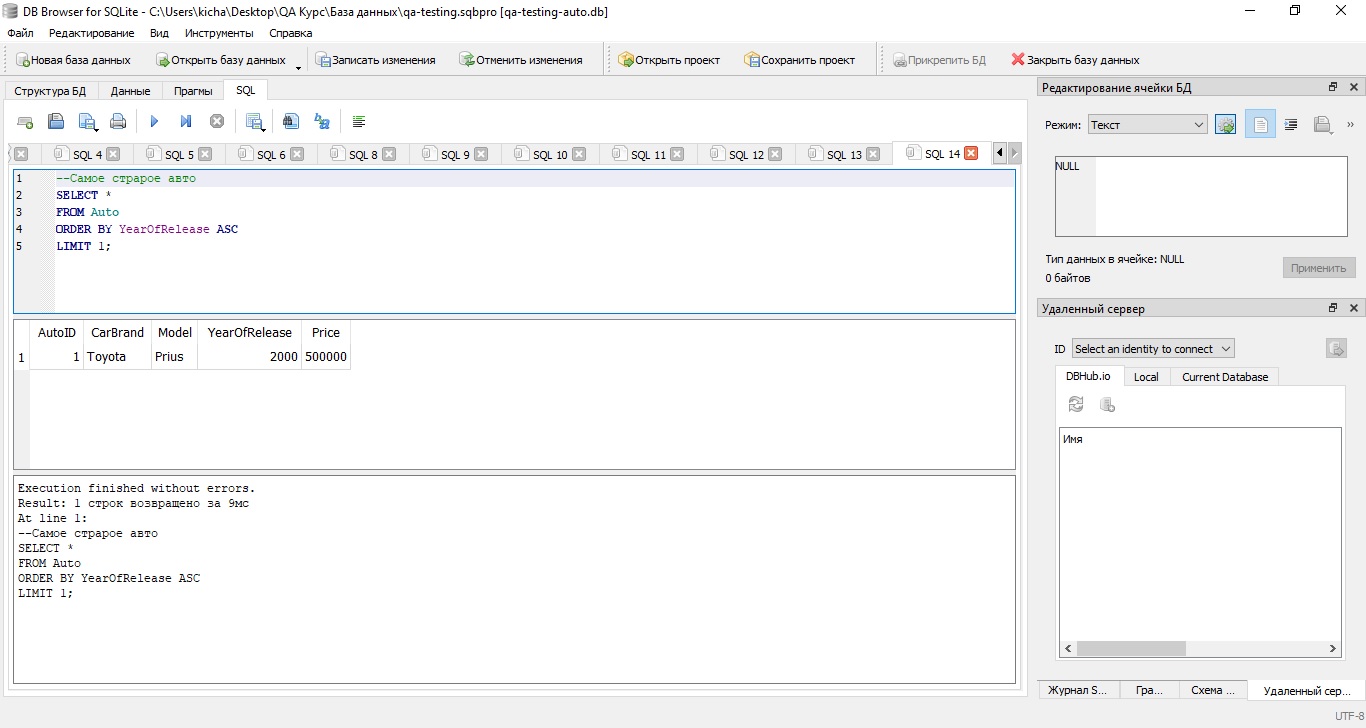 DB Browser for SQLite - C:\Users\kicha\Desktop\QA Курс\База данных\qa-testing.sqbpro [qa-testing-auto.db]
Файл Редактирование Вид Инструменты Справка
Новая база данных Открыть базу данных Записать изменения Отменить изменения Открыть проект Сохранить проект Прикрепить БД Закрыть базу данных
Структура БД Данные Прагмы SQL
SQL 4 SQL 5 SQL 6 SQL 8 SQL 9 SQL 10 SQL 11 SQL 12 SQL 13 SQL 14
1 --Самое страрое авто
2 SELECT *
3 FROM Auto
4 ORDER BY YearOfRelease ASC
5 LIMIT 1;
AutoID CarBrand Model YearOfRelease Price
1 1 Toyota Prius 2000 500000
Execution finished without errors.
Result: 1 строк возвращено за 9мс
At line 1:
--Самое страрое авто
SELECT *
FROM Auto
ORDER BY YearOfRelease ASC
LIMIT 1;
Редактирование ячейки БД
Режим: Текст
NULL
Тип данных в ячейке: NULL
0 байтов
Применить
Удаленный сервер
ID Select an identity to connect
DBHub.io Local Current Database
Имя
Журнал S... Гра... Схема ... Удаленный сер...
UTF-8